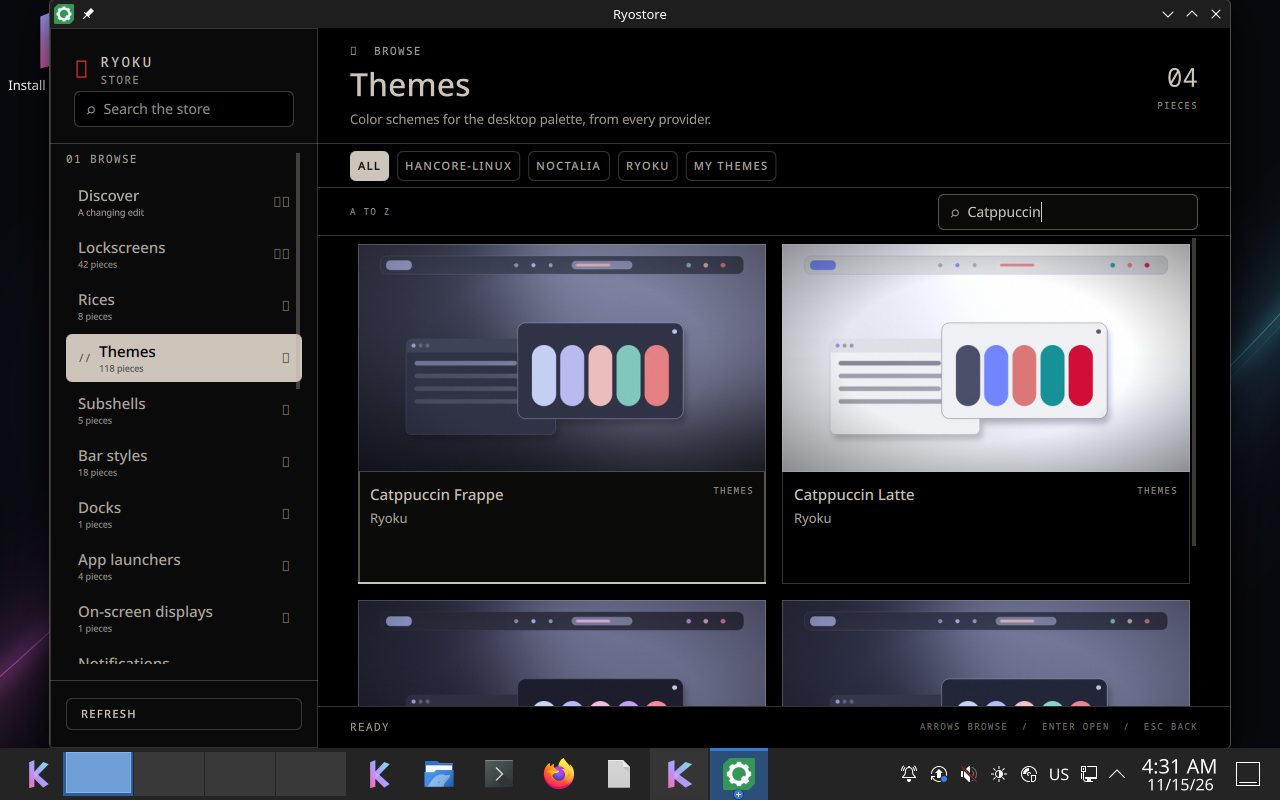 Ryostore
Install
RYOKU
STORE
Search the store
01 BROWSE
Discover
A changing edit
Lockscreens
42 pieces
Rices
8 pieces
// Themes
118 pieces
Subshells
5 pieces
Bar styles
18 pieces
Docks
1 pieces
App launchers
4 pieces
On-screen displays
1 pieces
Notifications
REFRESH
BROWSE
Themes
Color schemes for the desktop palette, from every provider.
04
PIECES
ALL HANCORE-LINUX NOCTALIA RYOKU MY THEMES
A TO Z
Catppuccin
Catppuccin Frappe THEMES
Ryoku
Catppuccin Latte THEMES
Ryoku
READY
ARROWS BROWSE / ENTER OPEN / ESC BACK
US
4:31 AM
11/15/26